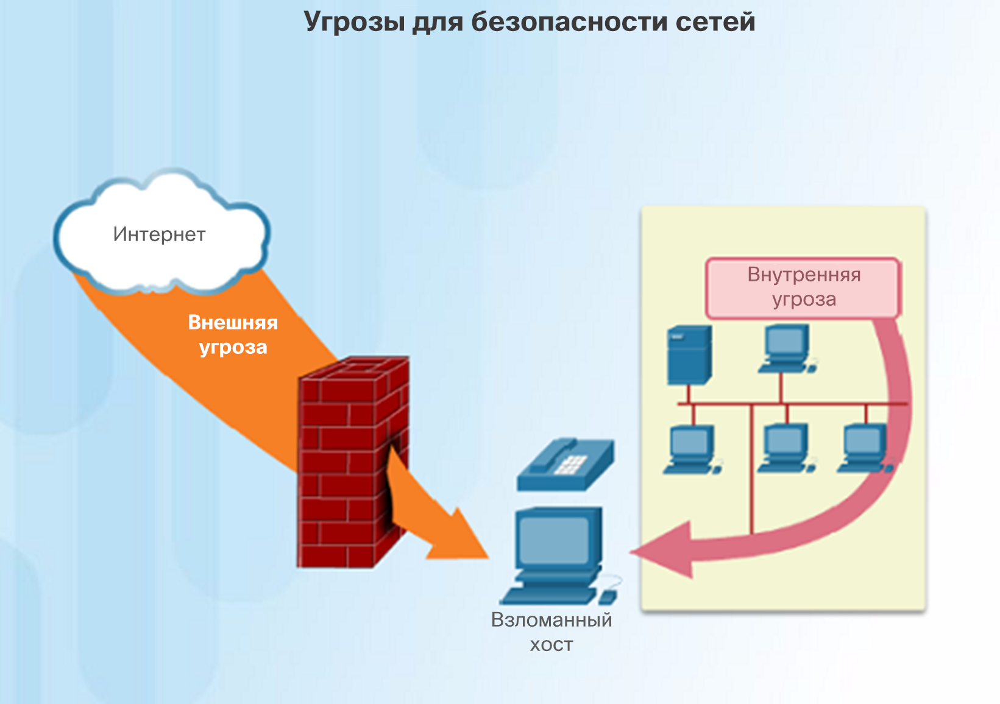 Угрозы для безопасности сетей
Интернет
Внешняя
угроза
Внутренняя
угроза
Взломанный
хост